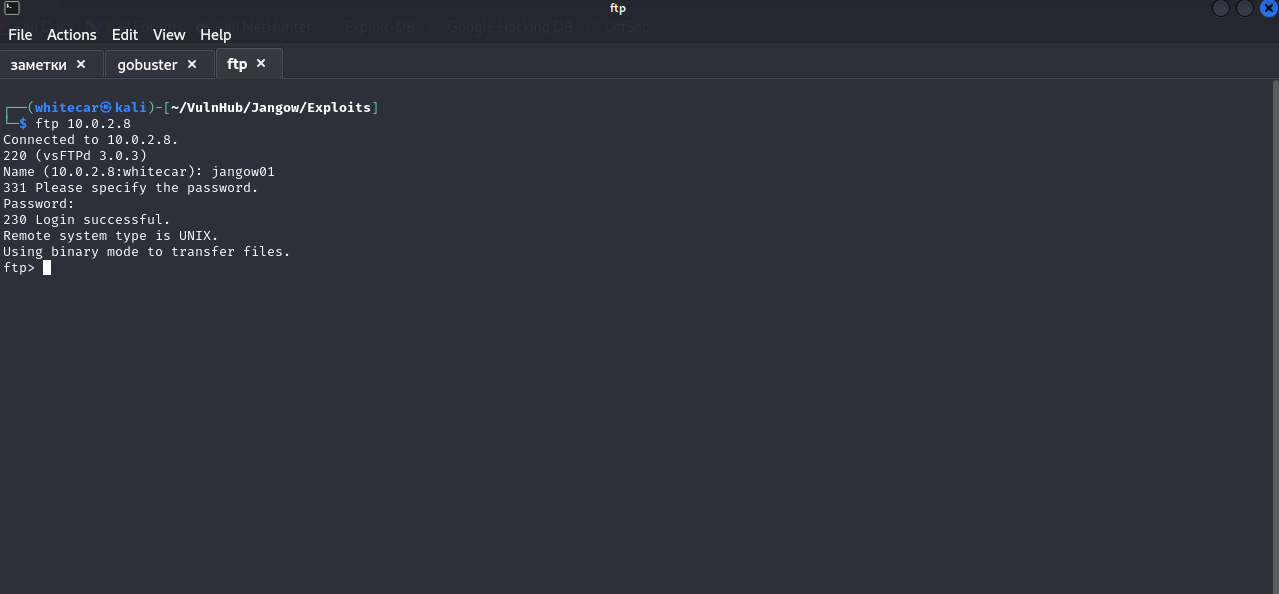 ftp
Kali NetHunter Exploit-DB Google Hacking DB OffSec
File Actions Edit View Help
заметки × gobuster × ftp ×
┌──(whitecar㉿kali)-[~/VulnHub/Jangow/Exploits]
└─$ ftp 10.0.2.8
Connected to 10.0.2.8.
220 (vsFTPd 3.0.3)
Name (10.0.2.8:whitecar): jangow01
331 Please specify the password.
Password:
230 Login successful.
Remote system type is UNIX.
Using binary mode to transfer files.
ftp>